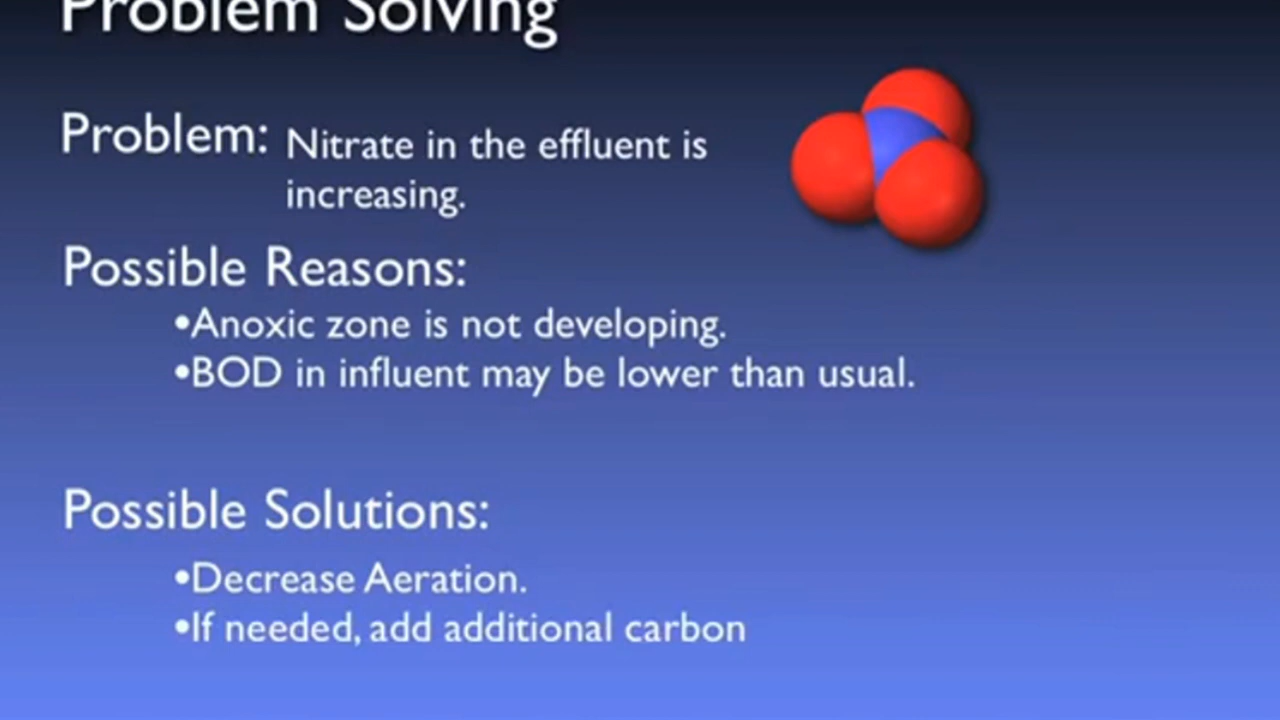 Problem Solving
Problem: Nitrate in the effluent is
increasing.
Possible Reasons:
•Anoxic zone is not developing.
•BOD in influent may be lower than usual.
Possible Solutions:
•Decrease Aeration.
•If needed, add additional carbon